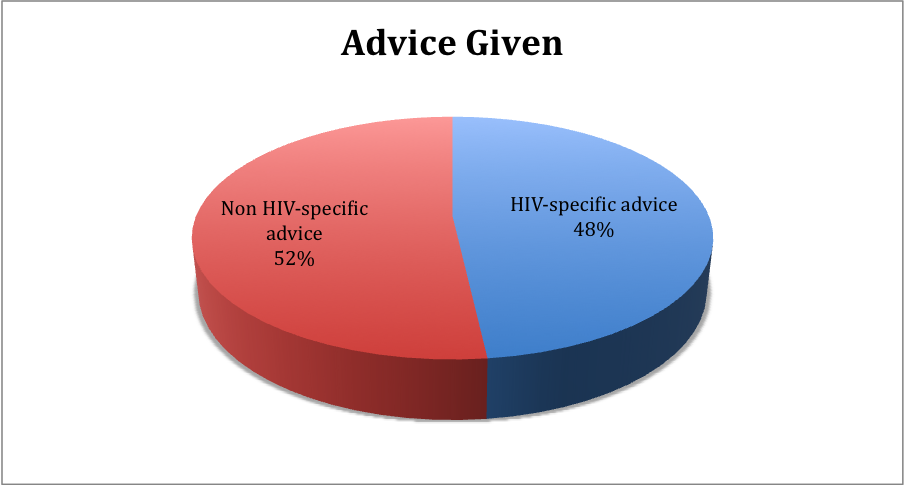 Advice Given
Non HIV-specific
advice
52%
HIV-specific advice
48%